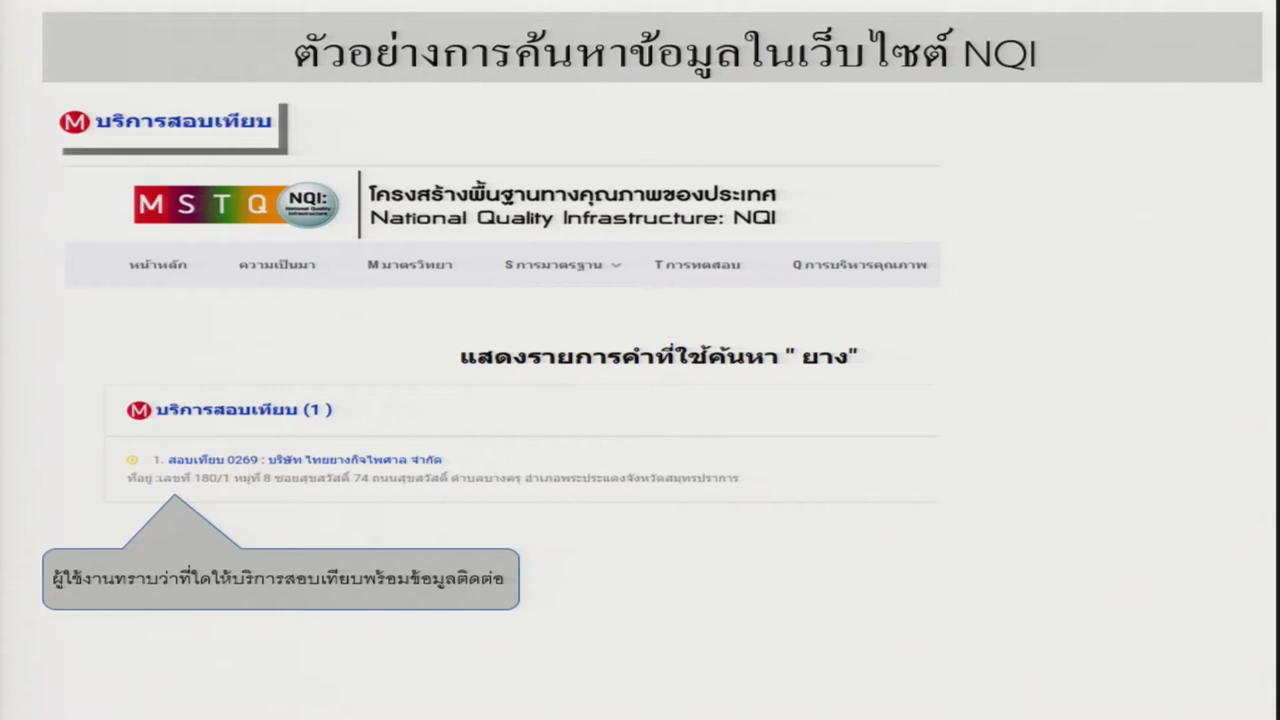 ตัวอย่างการค้นหาข้อมูลในเว็บไซต์ NQI
M บริการสอบเทียบ
MSTQ NQI: National Quality Infrastructure
โครงสร้างพื้นฐานทางคุณภาพของประเทศ
National Quality Infrastructure: NQI
หน้าหลัก ความเป็นมา M มาตรวิทยา S การมาตรฐาน T การทดสอบ Q การบริหารคุณภาพ
แสดงรายการคำที่ใช้ค้นหา " ยาง"
M บริการสอบเทียบ (1 )
1. สอบเทียบ 0269 : บริษัท ไทยยางกิจไพศาล จำกัด
ที่อยู่ :เลขที่ 180/1 หมู่ที่ 8 ซอยสุขสวัสดิ์ 74 ถนนสุขสวัสดิ์ ตำบลบางครุ อำเภอพระประแดงจังหวัดสมุทรปราการ
ผู้ใช้งานทราบว่าที่ใดให้บริการสอบเทียบพร้อมข้อมูลติดต่อ